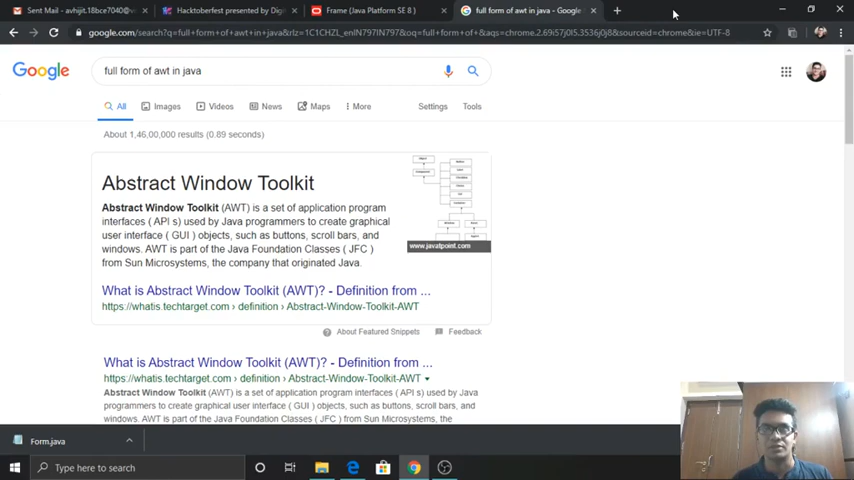 Sent Mail - avhijit.18bce7040@v
Hacktoberfest presented by Digi
Frame (Java Platform SE 8 )
full form of awt in java - Google
google.com/search?q=full+form+of+awt+in+java&rlz=1C1CHZL_enIN797IN797&oq=full+form+of+&aqs=chrome.2.69i57j0l5.3536j0j8&sourceid=chrome&ie=UTF-8
Google
full form of awt in java
All
Images
Videos
News
Maps
More
Settings
Tools
About 1,46,00,000 results (0.89 seconds)
Abstract Window Toolkit
Abstract Window Toolkit (AWT) is a set of application program
interfaces ( API s) used by Java programmers to create graphical
user interface ( GUI ) objects, such as buttons, scroll bars, and
windows. AWT is part of the Java Foundation Classes ( JFC )
from Sun Microsystems, the company that originated Java.
www.javatpoint.com
What is Abstract Window Toolkit (AWT)? - Definition from ...
https://whatis.techtarget.com › definition › Abstract-Window-Toolkit-AWT
About Featured Snippets
Feedback
What is Abstract Window Toolkit (AWT)? - Definition from ...
https://whatis.techtarget.com › definition › Abstract-Window-Toolkit-AWT
Abstract Window Toolkit (AWT) is a set of application program interfaces ( API s) used by Java
programmers to create graphical user interface ( GUI ) objects, such as buttons, scroll bars, and
windows. AWT is part of the Java Foundation Classes ( JFC ) from Sun Microsystems, the
Form.java
Type here to search